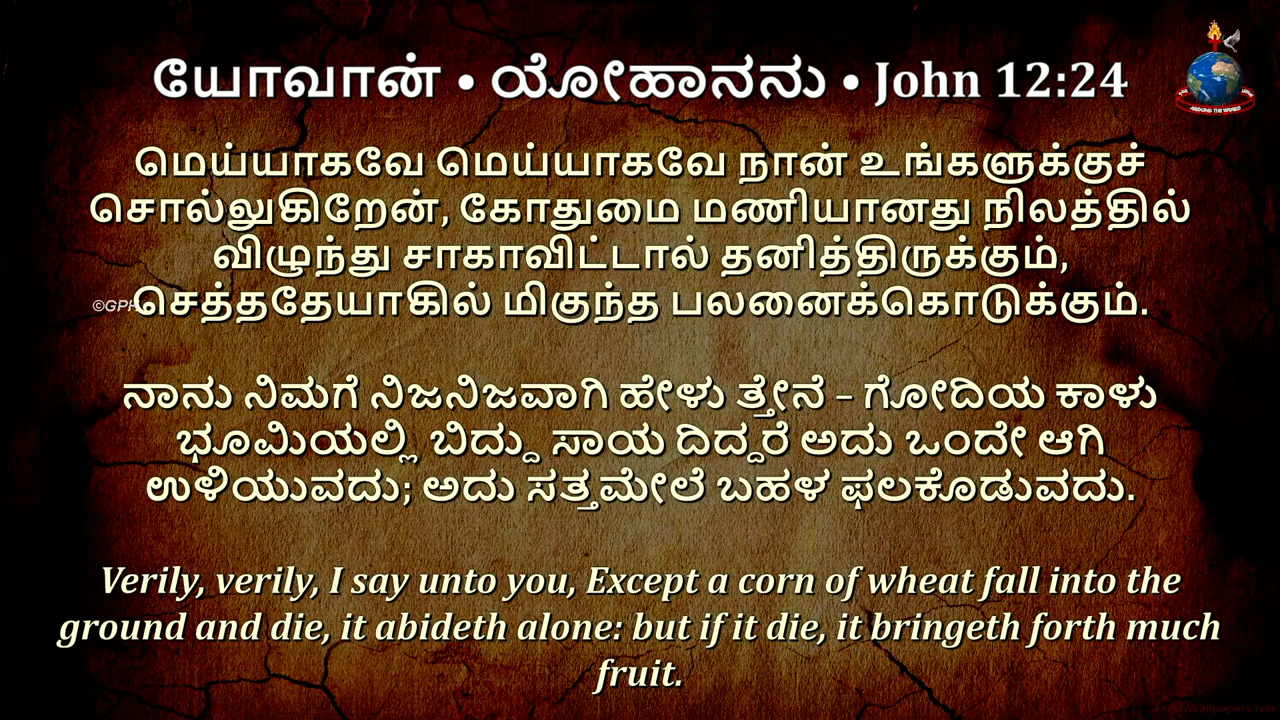 யோவான் • ಯೋಹಾನನು • John 12:24
மெய்யாகவே மெய்யாகவே நான் உங்களுக்குச்
சொல்லுகிறேன், கோதுமை மணியானது நிலத்தில்
விழுந்து சாகாவிட்டால் தனித்திருக்கும்,
©GPH
செத்ததேயாகில் மிகுந்த பலனைக்கொடுக்கும்.
ನಾನು ನಿಮಗೆ ನಿಜನಿಜವಾಗಿ ಹೇಳು ತ್ತೇನೆ – ಗೋದಿಯ ಕಾಳು
ಭೂಮಿಯಲ್ಲಿ ಬಿದ್ದು ಸಾಯ ದಿದ್ದರೆ ಅದು ಒಂದೇ ಆಗಿ
ಉಳಿಯುವದು; ಅದು ಸತ್ತಮೇಲೆ ಬಹಳ ಫಲಕೊಡುವದು.
Verily, verily, I say unto you, Except a corn of wheat fall into the
ground and die, it abideth alone: but if it die, it bringeth forth much
fruit.
AROUND THE WORLD